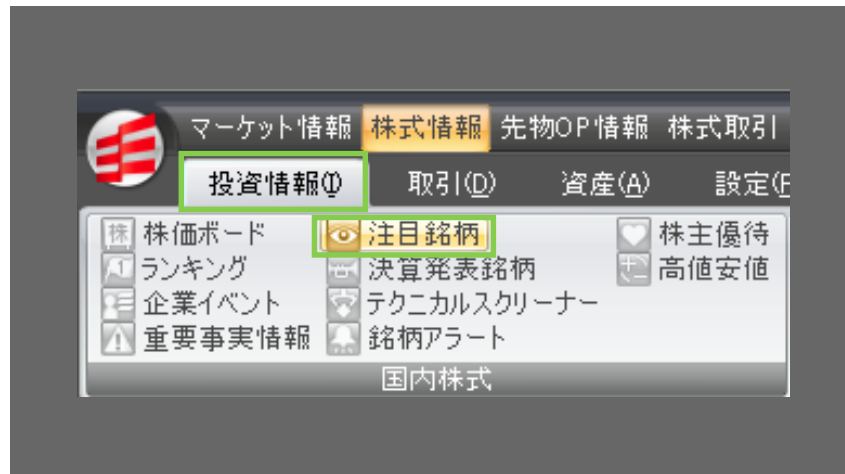 マーケット情報 株式情報 先物OP情報 株式取引
投資情報(I) 取引(D) 資産(A) 設定(F
株価ボード 注目銘柄 株主優待
ランキング 決算発表銘柄 高値安値
企業イベント テクニカルスクリーナー
重要事実情報 銘柄アラート
国内株式